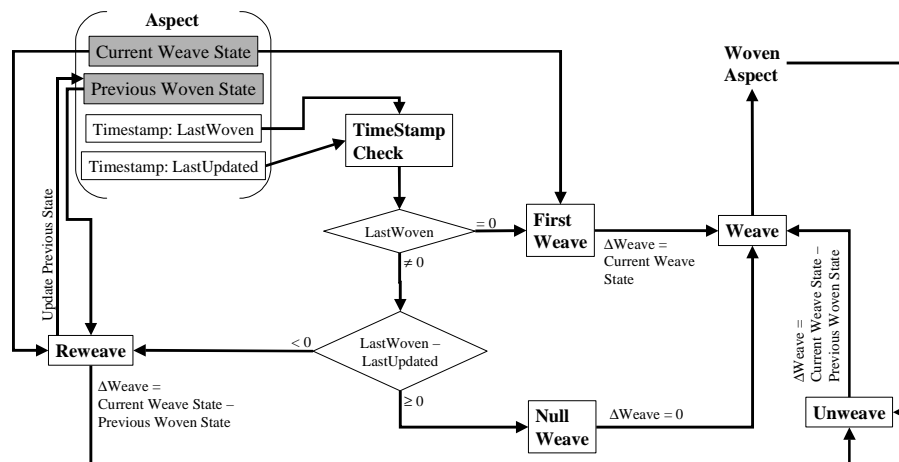 Aspect
Current Weave State
Previous Woven State
Timestamp: LastWoven
Timestamp: LastUpdated
TimeStamp
Check
Woven
Aspect
Update Previous State
LastWoven
= 0
≠ 0
First
Weave
ΔWeave =
Current Weave
State
Weave
ΔWeave =
Current Weave State –
Previous Woven State
LastWoven –
LastUpdated
< 0
≥ 0
Reweave
ΔWeave =
Current Weave State –
Previous Woven State
Null
Weave
ΔWeave = 0
Unweave